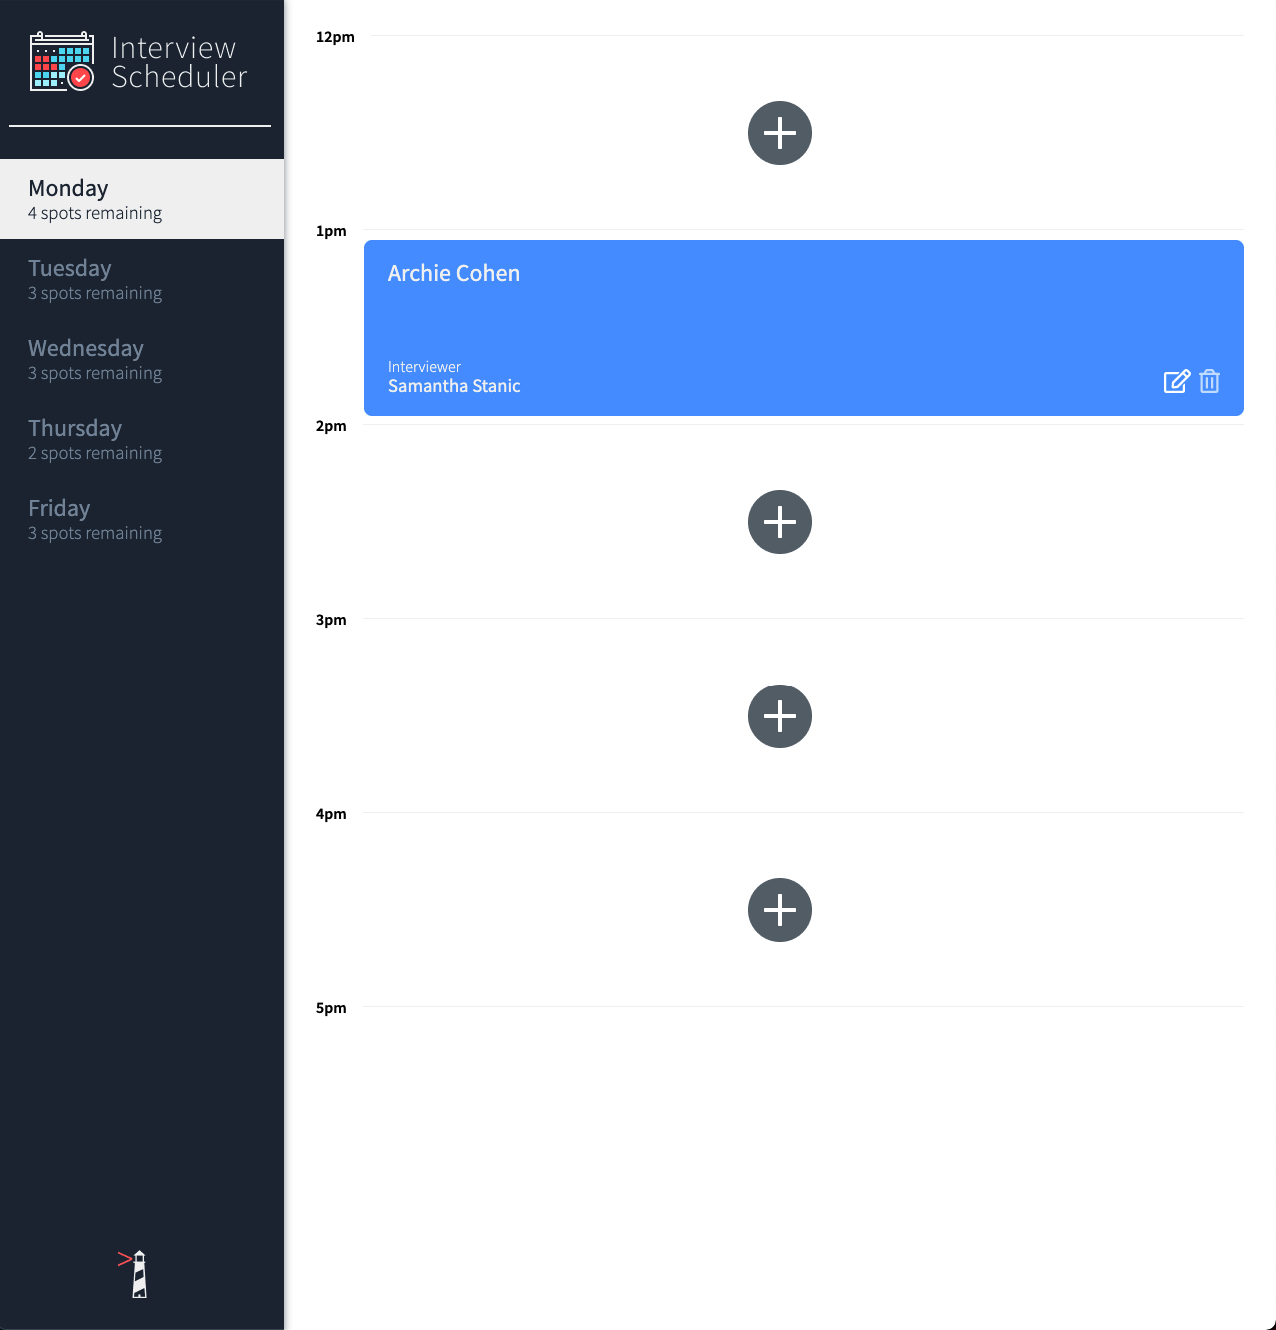 Interview
Scheduler
Monday
4 spots remaining
Tuesday
3 spots remaining
Wednesday
3 spots remaining
Thursday
2 spots remaining
Friday
3 spots remaining
12pm
1pm
Archie Cohen
Interviewer
Samantha Stanic
2pm
3pm
4pm
5pm